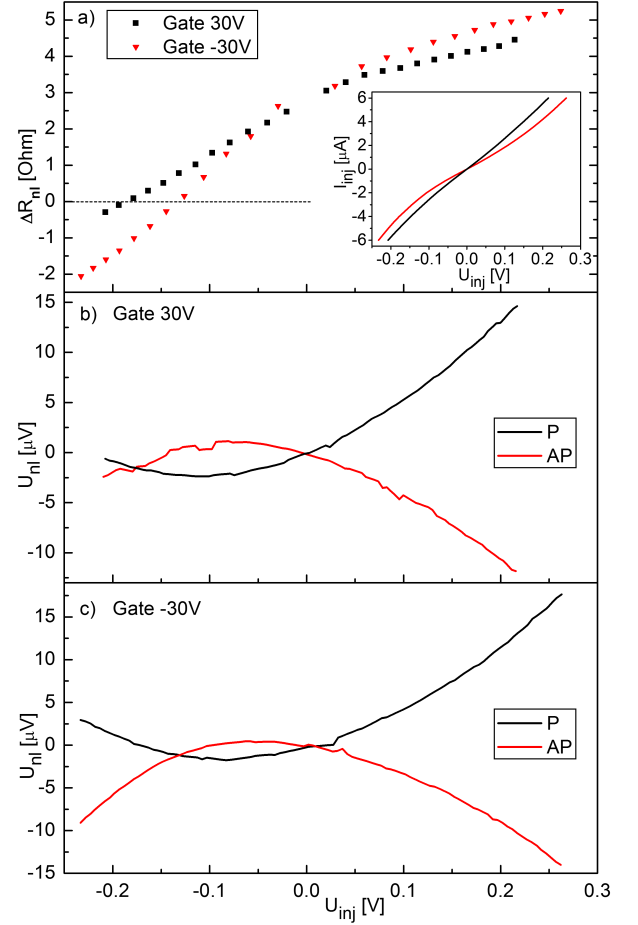 a)
Gate 30V
Gate -30V
ΔR_nl [Ohm]
5
4
3
2
1
0
-1
-2
I_inj [μA]
6
4
2
0
-2
-4
-6
-0.2 -0.1 0.0 0.1 0.2 0.3
U_inj [V]
b) Gate 30V
U_nl [μV]
15
10
5
0
-5
-10
P
AP
c) Gate -30V
U_nl [μV]
15
10
5
0
-5
-10
-15
P
AP
-0.2 -0.1 0.0 0.1 0.2 0.3
U_inj [V]